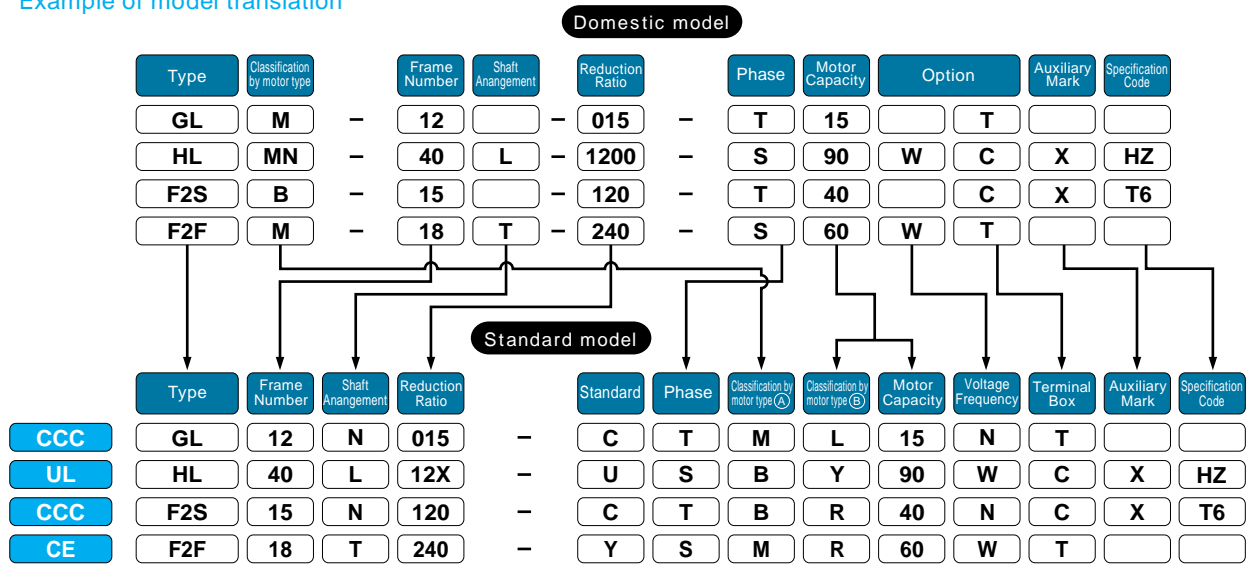 Example of model translation
Domestic model
Type Classification by motor type Frame Number Shaft Anangement Reduction Ratio Phase Motor Capacity Option Auxiliary Mark Specification Code
GL M – 12 – 015 – T 15 T
HL MN – 40 L – 1200 – S 90 W C X HZ
F2S B – 15 – 120 – T 40 C X T6
F2F M – 18 T – 240 – S 60 W T
Standard model
Type Frame Number Shaft Anangement Reduction Ratio Standard Phase Classification by motor type Ⓐ Classification by motor type Ⓑ Motor Capacity Voltage Frequency Terminal Box Auxiliary Mark Specification Code
CCC GL 12 N 015 – C T M L 15 N T
UL HL 40 L 12X – U S B Y 90 W C X HZ
CCC F2S 15 N 120 – C T B R 40 N C X T6
CE F2F 18 T 240 – Y S M R 60 W T